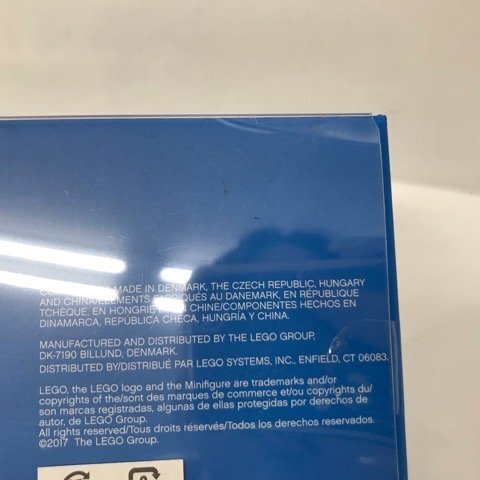 MADE IN DENMARK, THE CZECH REPUBLIC, HUNGARY
AND CHINA/ELEMENTS FABRIQUÉS AU DANEMARK, EN RÉPUBLIQUE
TCHÈQUE, EN HONGRIE CHINE/COMPONENTES HECHOS EN
DINAMARCA, REPÚBLICA CHECA, HUNGRÍA Y CHINA.
MANUFACTURED AND DISTRIBUTED BY THE LEGO GROUP,
DK-7190 BILLUND, DENMARK.
DISTRIBUTED BY/DISTRIBUÉ PAR LEGO SYSTEMS, INC., ENFIELD, CT 06083.
LEGO, the LEGO logo and the Minifigure are trademarks and/or
copyrights of the/sont des marques de commerce et/ou copyrights du/
son marcas registradas, algunas de ellas protegidas por derechos de
autor, de LEGO Group.
All rights reserved/Tous droits réservés/Todos los derechos reservados.
©2017 The LEGO Group.